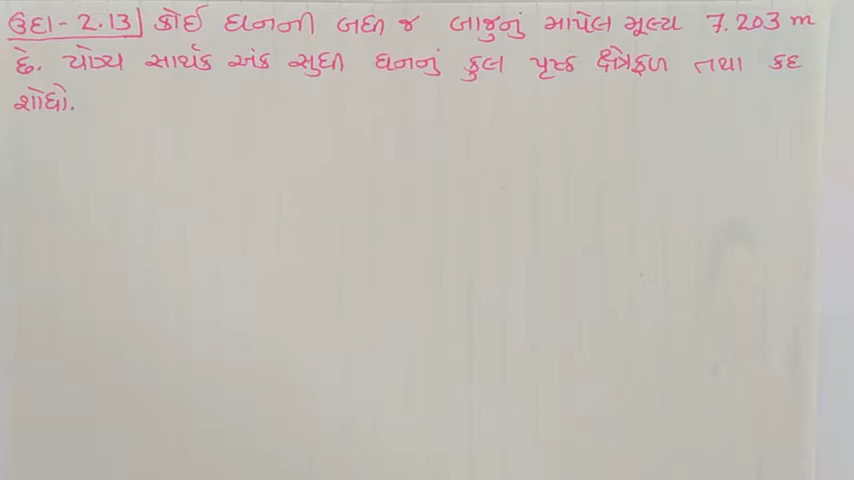 ઉદા-2.13) કોઈ ઘનની બધી જ બાજુનું માપેલ મૂલ્ય 7.203 m
છે. યોગ્ય સાર્થક અંક સુધી ઘનનું કુલ પૃષ્ઠ ક્ષેત્રફળ તથા કદ
શોધો.